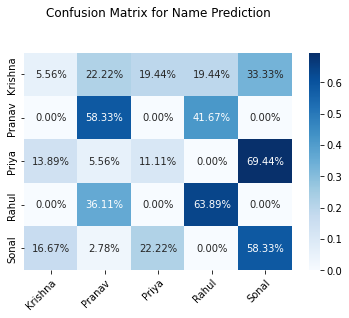 Confusion Matrix for Name Prediction
Krishna 5.56% 22.22% 19.44% 19.44% 33.33%
Pranav 0.00% 58.33% 0.00% 41.67% 0.00%
Priya 13.89% 5.56% 11.11% 0.00% 69.44%
Rahul 0.00% 36.11% 0.00% 63.89% 0.00%
Sonal 16.67% 2.78% 22.22% 0.00% 58.33%
Krishna Pranav Priya Rahul Sonal
0.6
0.5
0.4
0.3
0.2
0.1
0.0